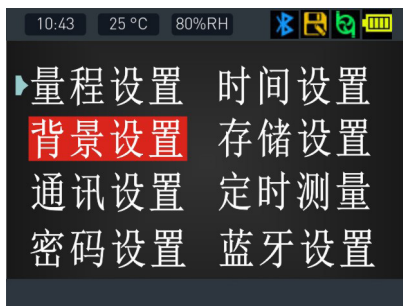 10:43 25 °C 80%RH
量程设置 时间设置
背景设置 存储设置
通讯设置 定时测量
密码设置 蓝牙设置